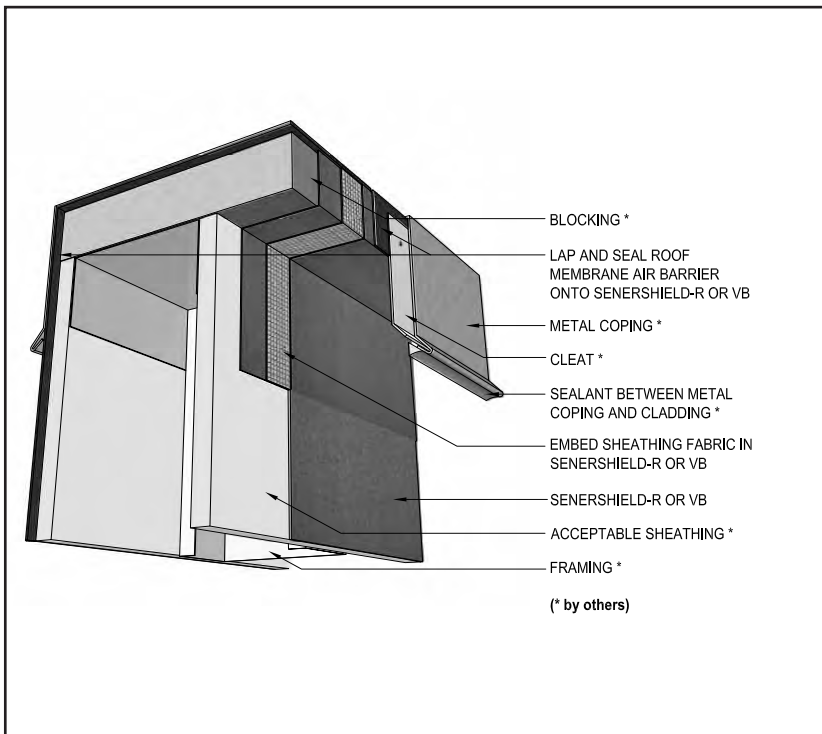 BLOCKING *
LAP AND SEAL ROOF
MEMBRANE AIR BARRIER
ONTO SENERSHIELD-R OR VB
METAL COPING *
CLEAT *
SEALANT BETWEEN METAL
COPING AND CLADDING *
EMBED SHEATHING FABRIC IN
SENERSHIELD-R OR VB
SENERSHIELD-R OR VB
ACCEPTABLE SHEATHING *
FRAMING *
(* by others)